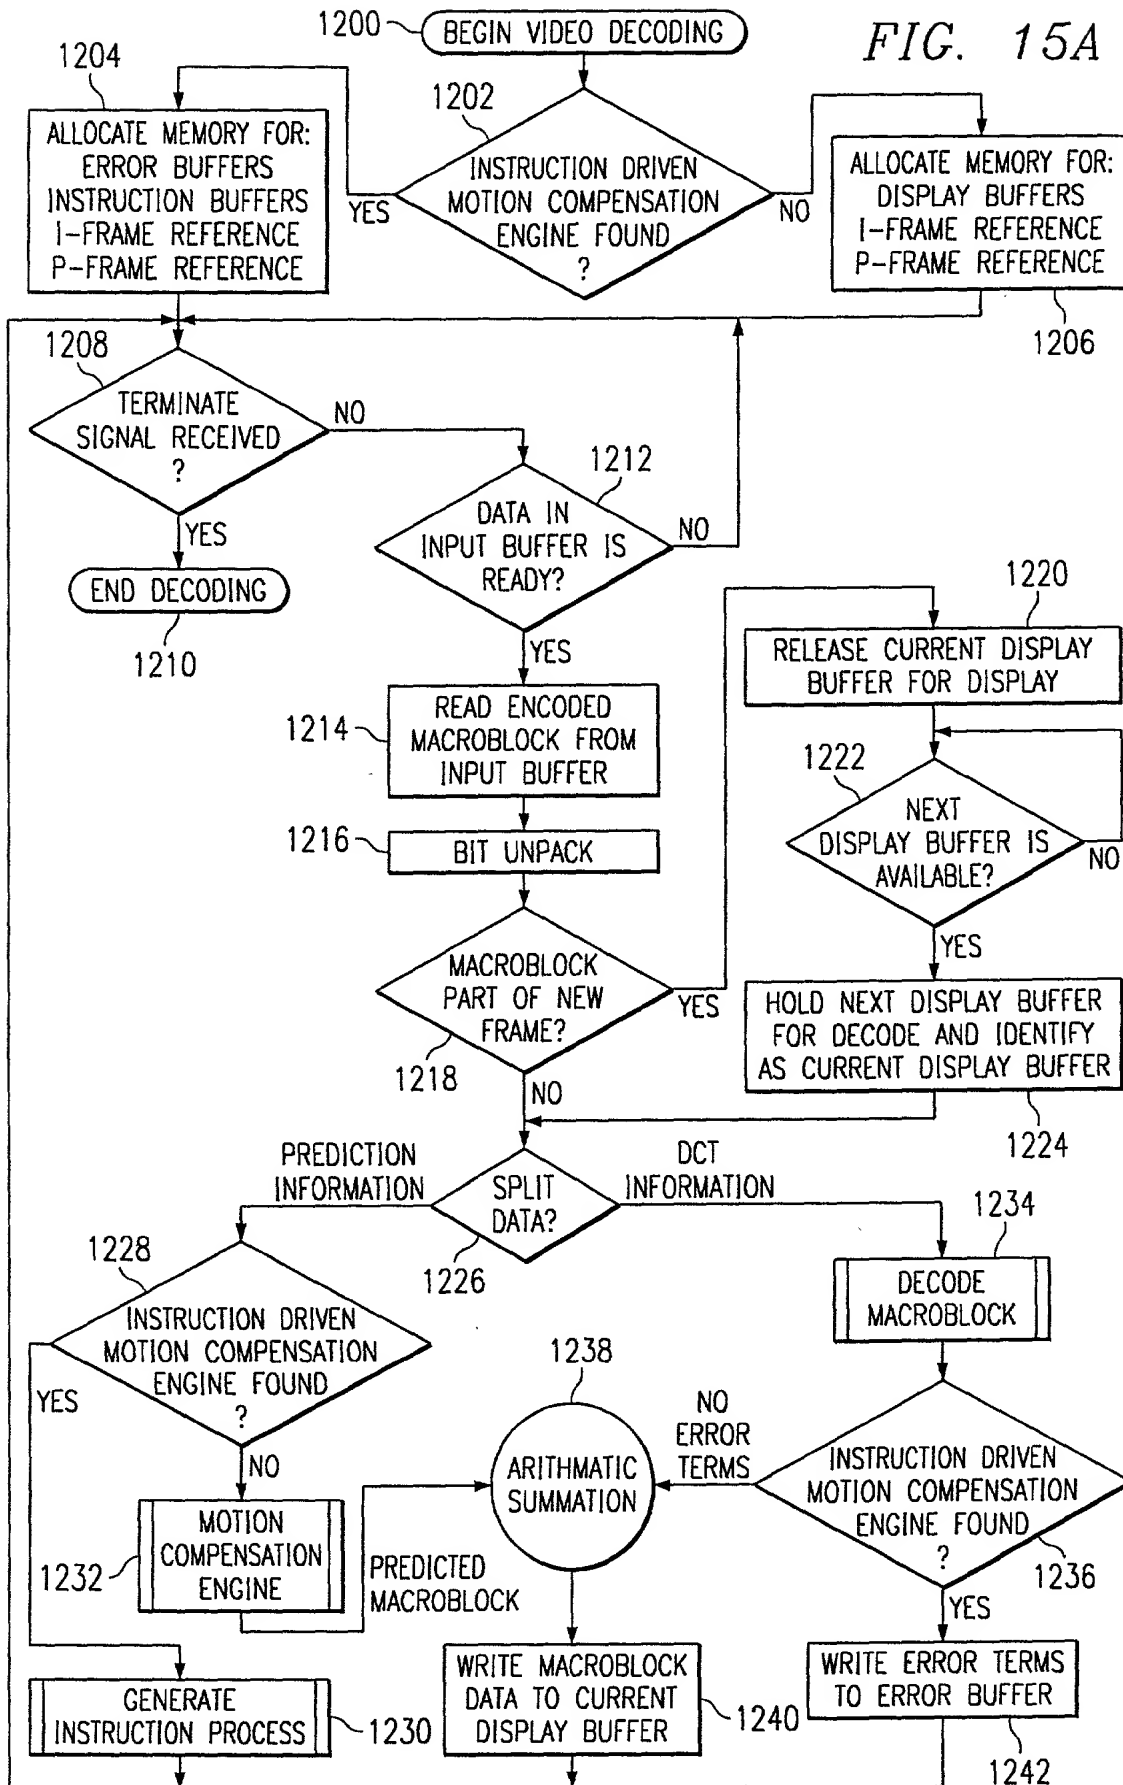 FIG. 15A
1200
BEGIN VIDEO DECODING
1204
ALLOCATE MEMORY FOR:
ERROR BUFFERS
INSTRUCTION BUFFERS
I-FRAME REFERENCE
P-FRAME REFERENCE
1202
INSTRUCTION DRIVEN
MOTION COMPENSATION
ENGINE FOUND
?
YES
NO
ALLOCATE MEMORY FOR:
DISPLAY BUFFERS
I-FRAME REFERENCE
P-FRAME REFERENCE
1206
1208
TERMINATE
SIGNAL RECEIVED
?
NO
YES
END DECODING
1210
1212
DATA IN
INPUT BUFFER IS
READY?
NO
YES
1214
READ ENCODED
MACROBLOCK FROM
INPUT BUFFER
1216
BIT UNPACK
MACROBLOCK
PART OF NEW
FRAME?
1218
YES
NO
1220
RELEASE CURRENT DISPLAY
BUFFER FOR DISPLAY
1222
NEXT
DISPLAY BUFFER IS
AVAILABLE?
NO
YES
HOLD NEXT DISPLAY BUFFER
FOR DECODE AND IDENTIFY
AS CURRENT DISPLAY BUFFER
1224
PREDICTION
INFORMATION
SPLIT
DATA?
1226
DCT
INFORMATION
1228
INSTRUCTION DRIVEN
MOTION COMPENSATION
ENGINE FOUND
?
YES
NO
1232
MOTION
COMPENSATION
ENGINE
PREDICTED
MACROBLOCK
GENERATE
INSTRUCTION PROCESS
1230
1234
DECODE
MACROBLOCK
INSTRUCTION DRIVEN
MOTION COMPENSATION
ENGINE FOUND
?
1236
NO
ERROR
TERMS
YES
1238
ARITHMATIC
SUMMATION
WRITE MACROBLOCK
DATA TO CURRENT
DISPLAY BUFFER
1240
WRITE ERROR TERMS
TO ERROR BUFFER
1242